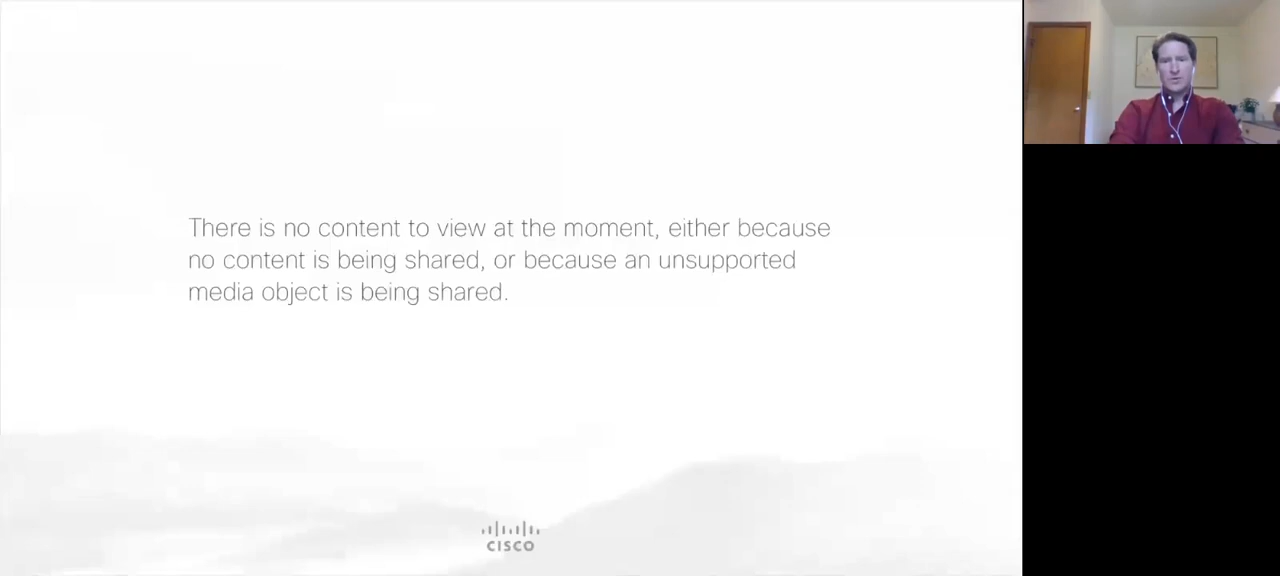 There is no content to view at the moment, either because
no content is being shared, or because an unsupported
media object is being shared.
CISCO